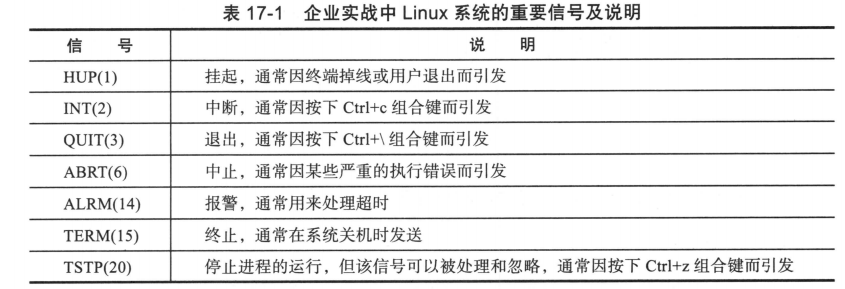 表 17-1 企业实战中 Linux 系统的重要信号及说明
信 号 说 明
HUP(1) 挂起，通常因终端掉线或用户退出而引发
INT(2) 中断，通常因按下 Ctrl+c 组合键而引发
QUIT(3) 退出，通常因按下 Ctrl+\ 组合键而引发
ABRT(6) 中止，通常因某些严重的执行错误而引发
ALRM(14) 报警，通常用来处理超时
TERM(15) 终止，通常在系统关机时发送
TSTP(20) 停止进程的运行，但该信号可以被处理和忽略，通常因按下 Ctrl+z 组合键而引发